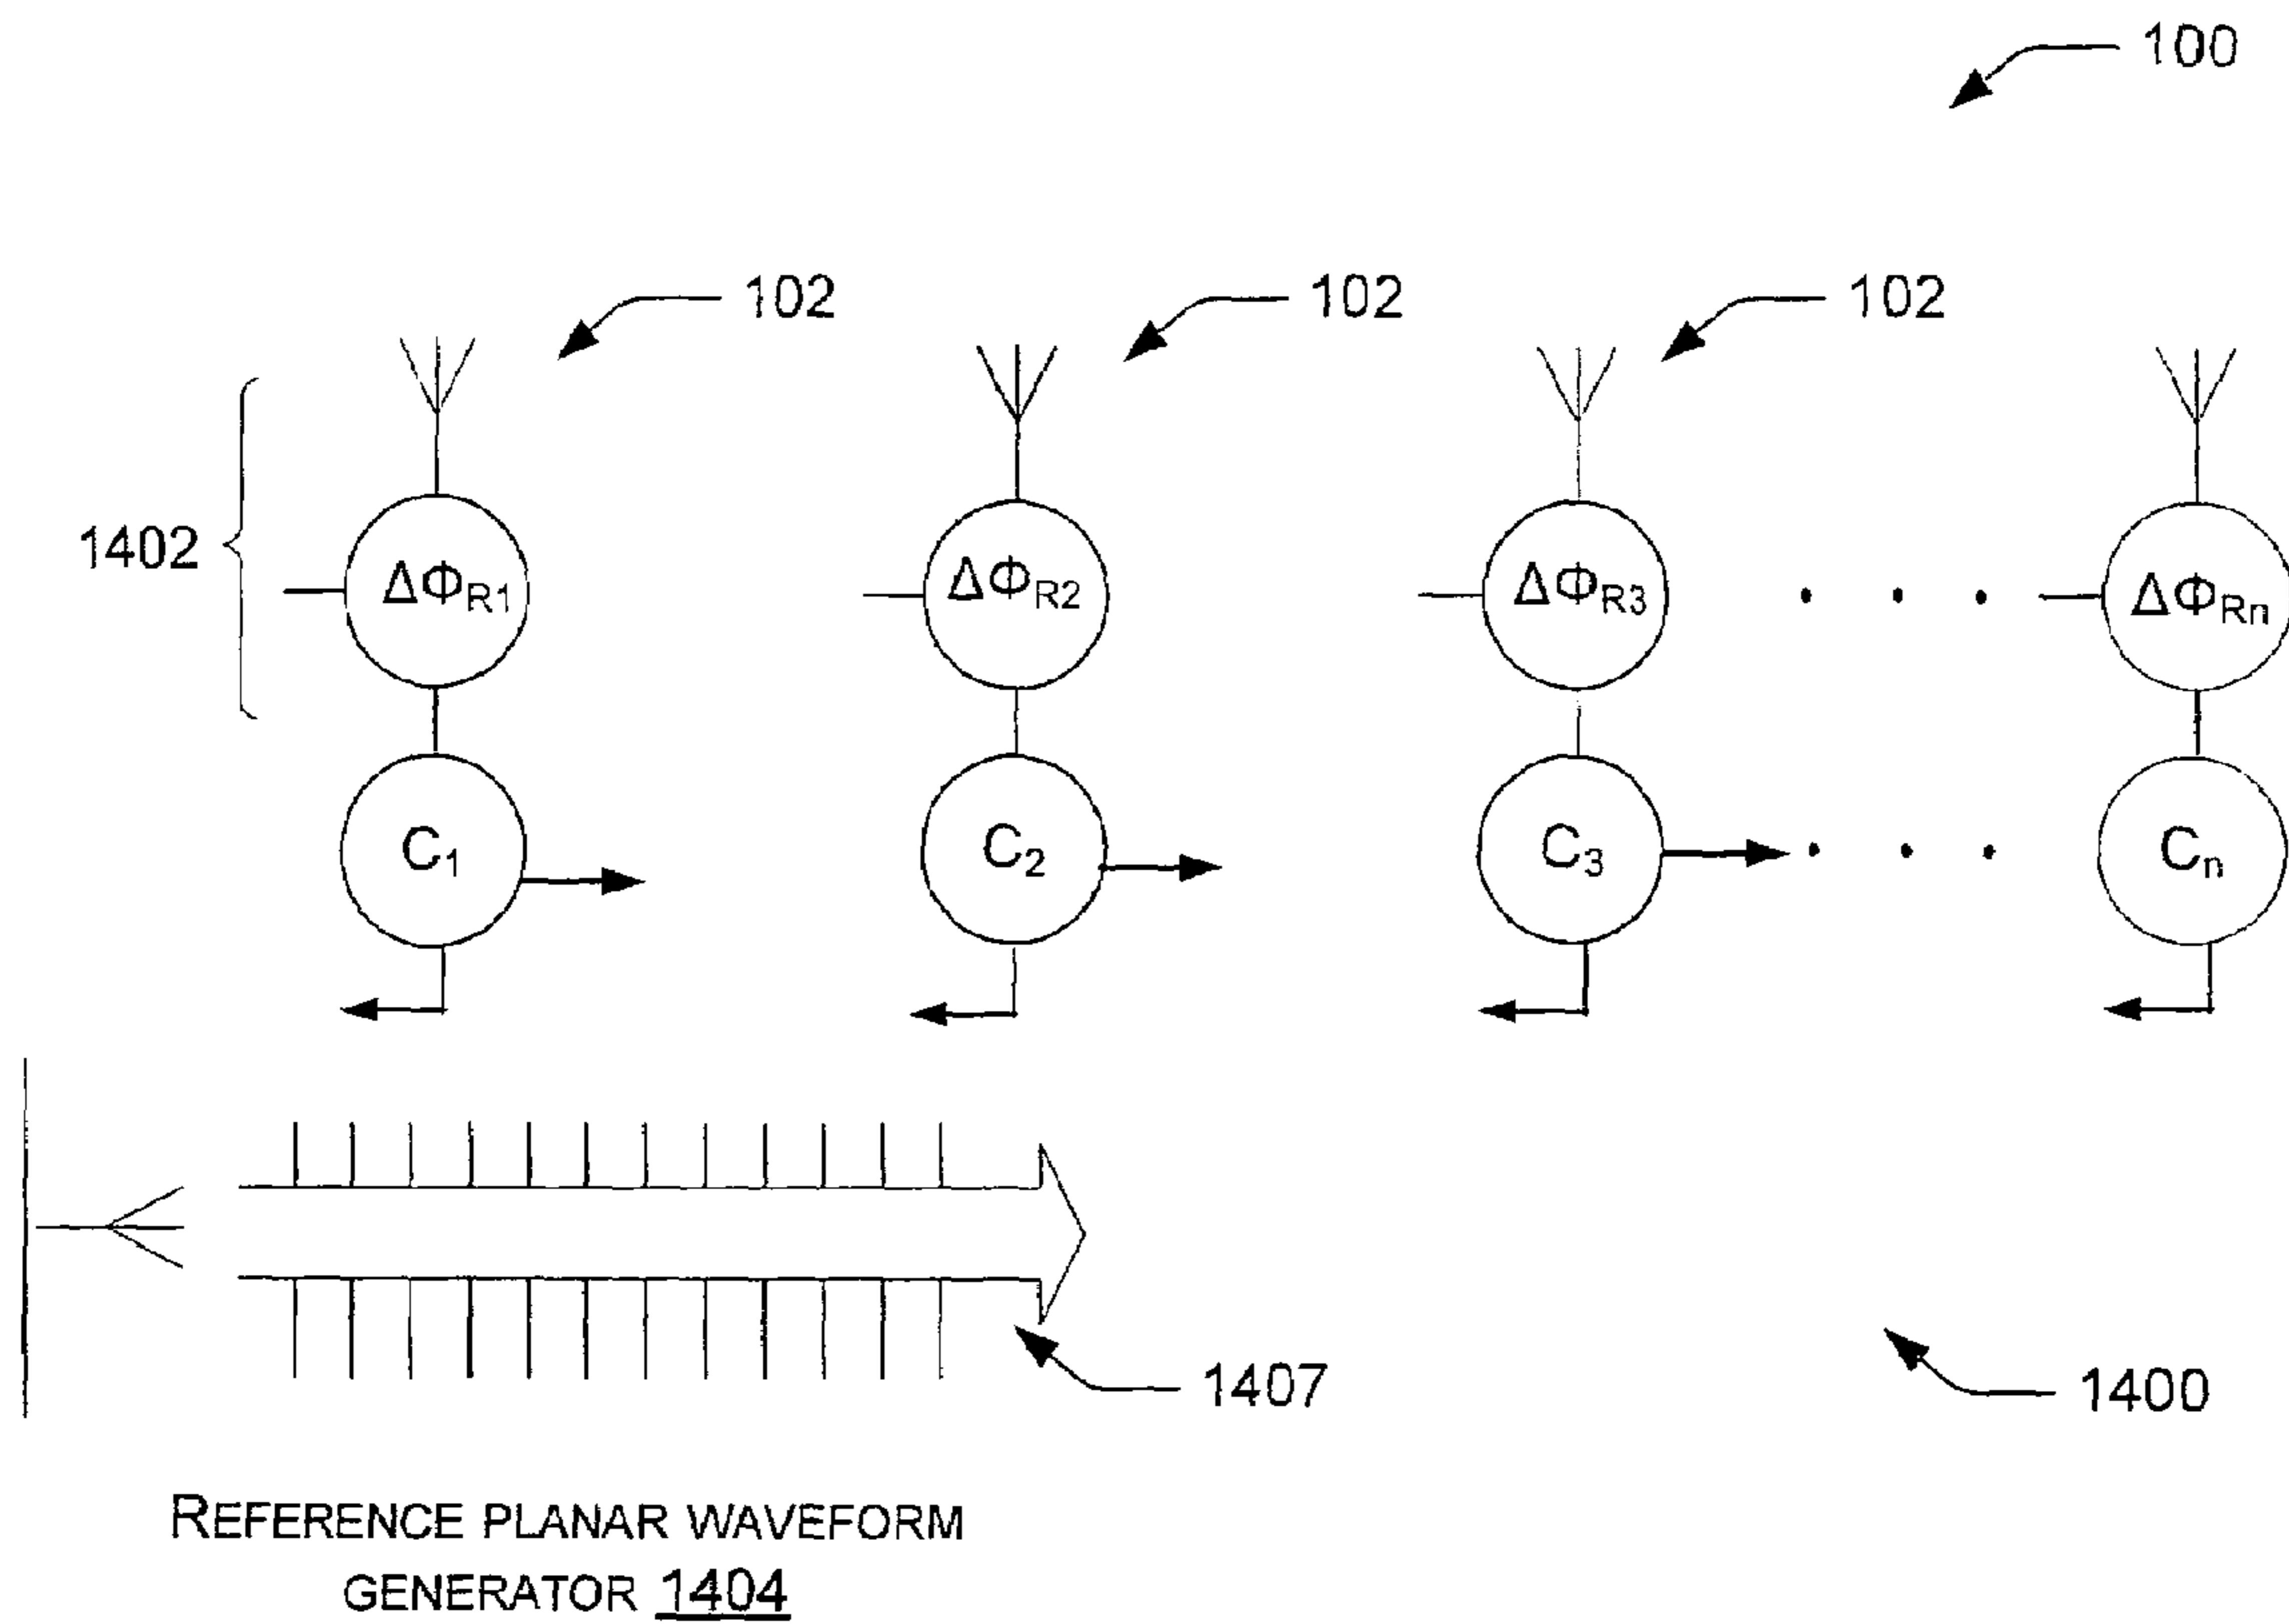 100
102 102 102
1402
ΔΦR1 ΔΦR2 ΔΦR3 . . . ΔΦRn
C1 C2 C3 . . . Cn
1407
1400
REFERENCE PLANAR WAVEFORM
GENERATOR 1404